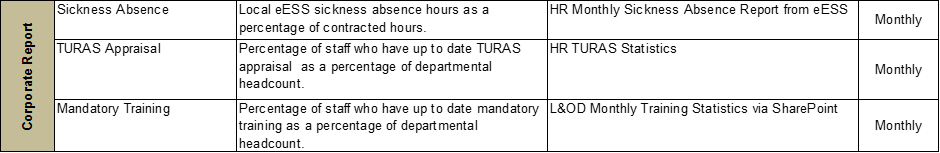 Corporate Report
Sickness Absence
Local eESS sickness absence hours as a
percentage of contracted hours.
HR Monthly Sickness Absence Report from eESS
Monthly
TURAS Appraisal
Percentage of staff who have up to date TURAS
appraisal  as a percentage of departmental
headcount.
HR TURAS Statistics
Monthly
Mandatory Training
Percentage of staff who have up to date mandatory
training as a percentage of departmental
headcount.
L&OD Monthly Training Statistics via SharePoint
Monthly